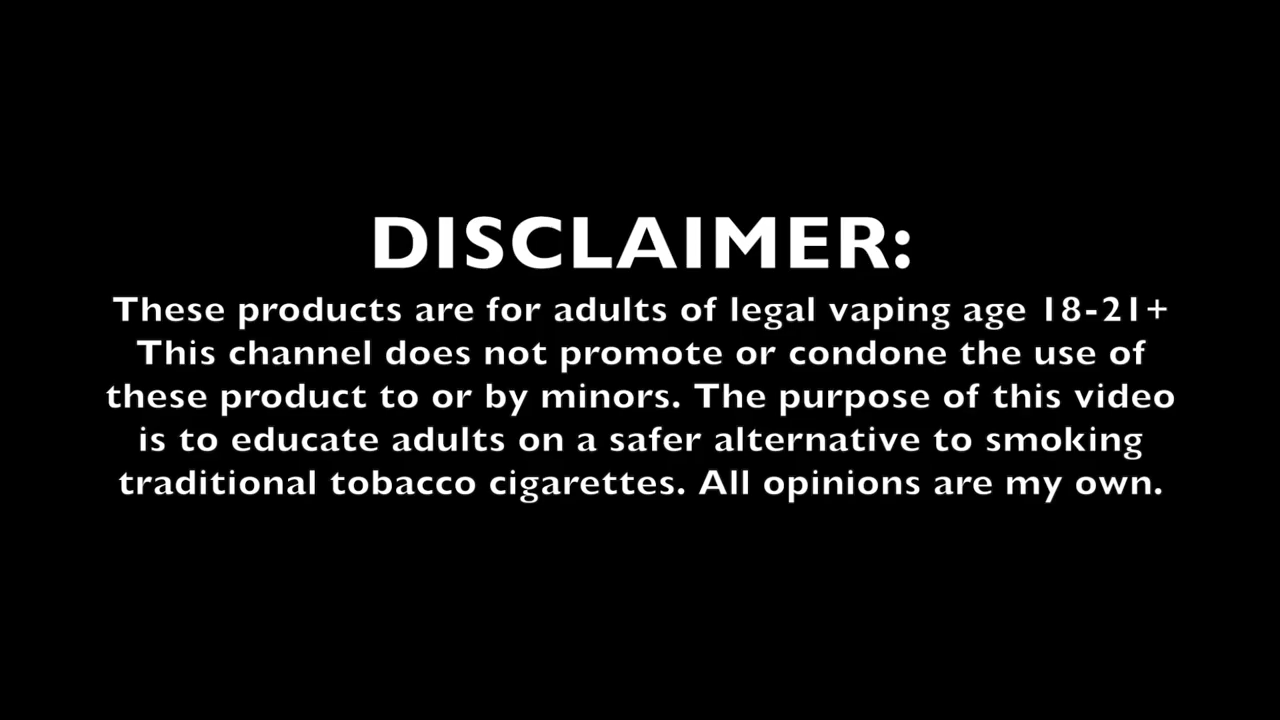 DISCLAIMER:
These products are for adults of legal vaping age 18-21+
This channel does not promote or condone the use of
these product to or by minors. The purpose of this video
is to educate adults on a safer alternative to smoking
traditional tobacco cigarettes. All opinions are my own.